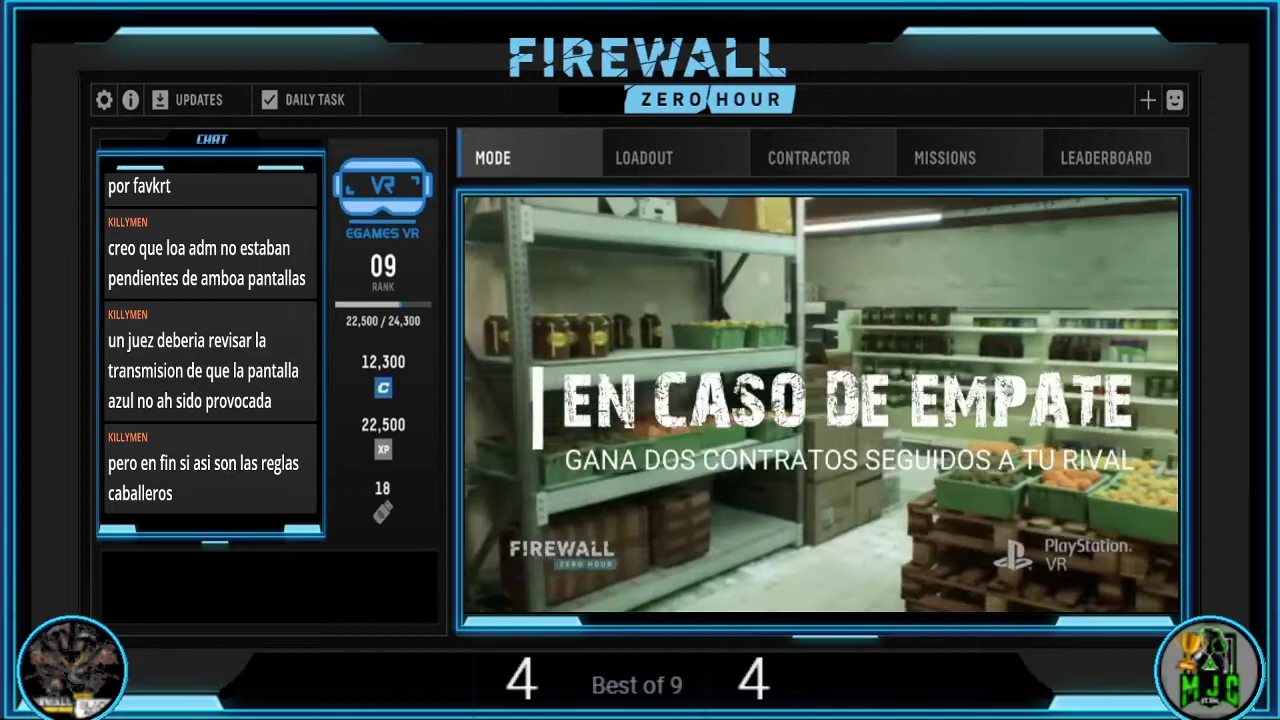 FIREWALL
ZERO HOUR
UPDATES
DAILY TASK
CHAT
por favkrt
KILLYMEN
creo que loa adm no estaban
pendientes de amboa pantallas
KILLYMEN
un juez deberia revisar la
transmision de que la pantalla
azul no ah sido provocada
KILLYMEN
pero en fin si asi son las reglas
caballeros
VR
EGAMES VR
09
RANK
22,500 / 24,300
12,300
C
22,500
XP
18
MODE
LOADOUT
CONTRACTOR
MISSIONS
LEADERBOARD
EN CASO DE EMPATE
GANA DOS CONTRATOS SEGUIDOS A TU RIVAL
FIREWALL
ZERO HOUR
PlayStation.
VR
4
Best of 9
4
MJC